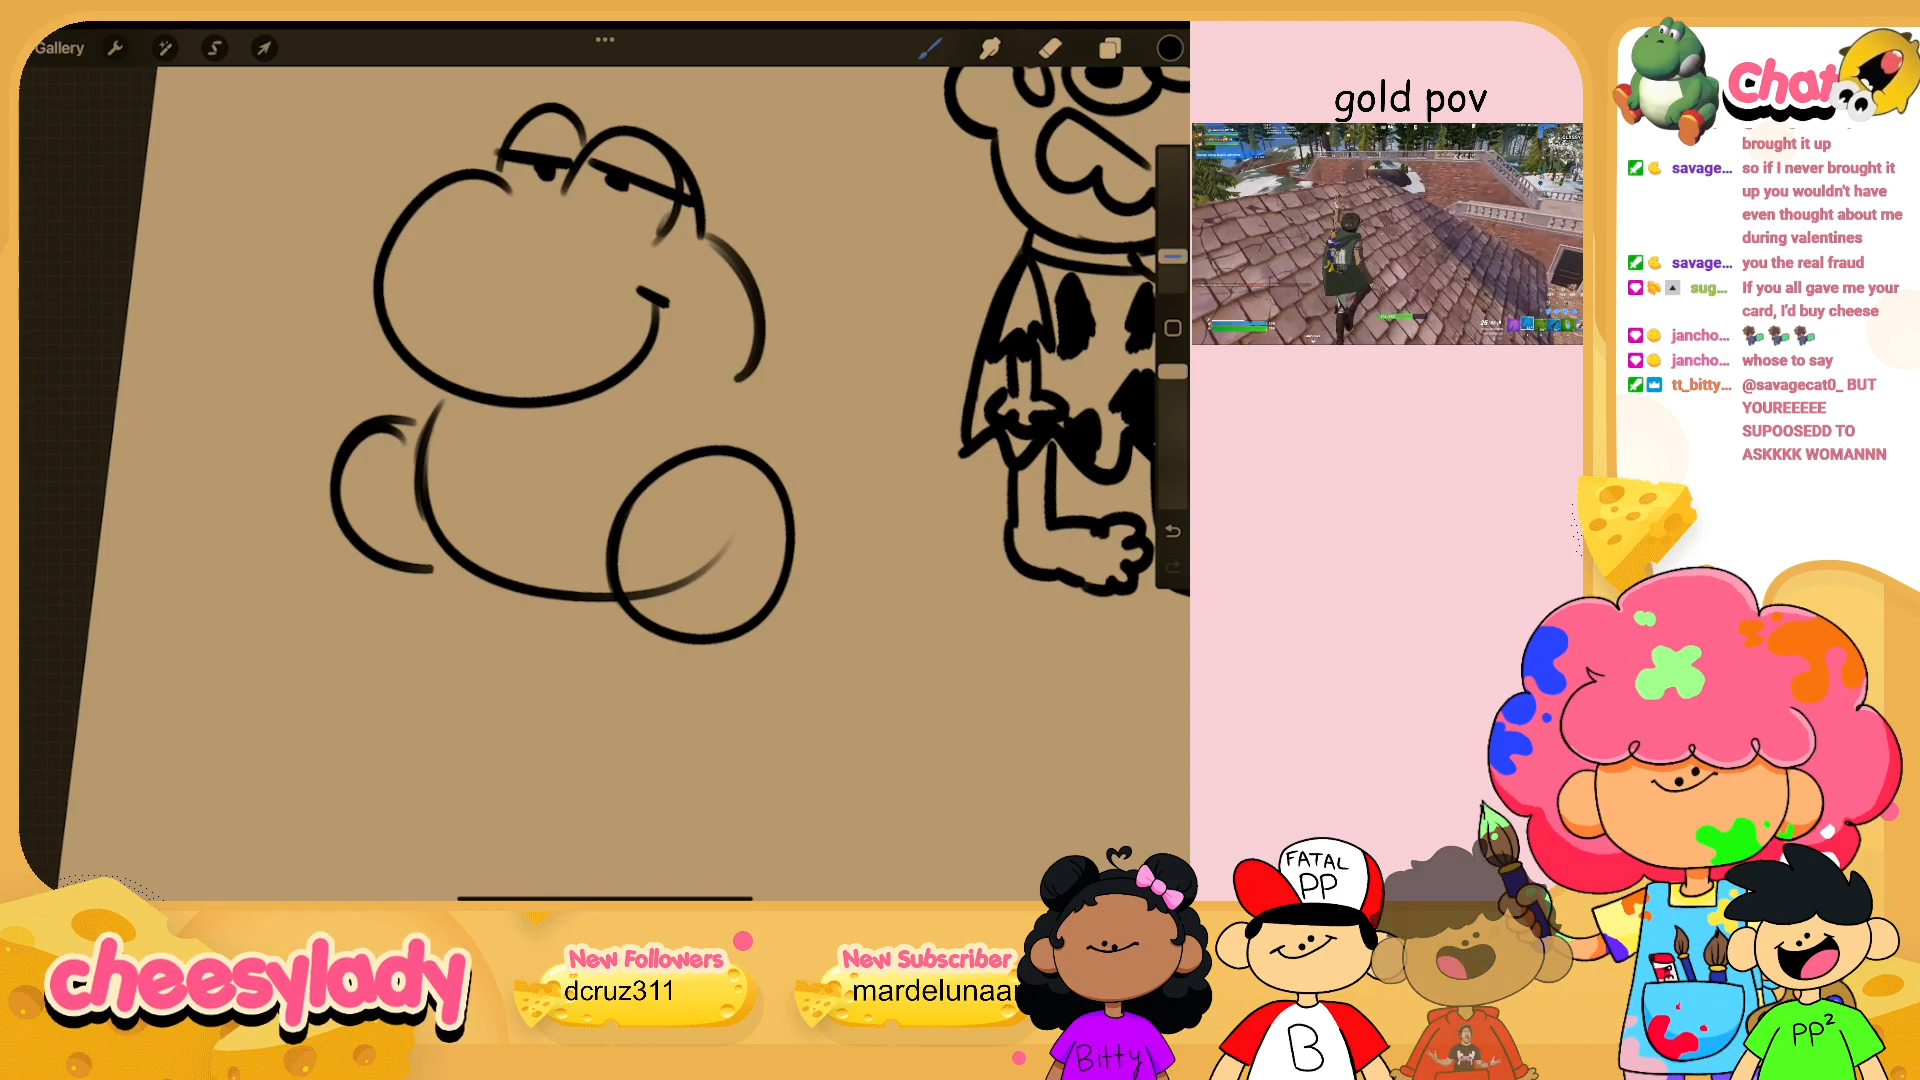 Gallery
gold pov
Chat
brought it up
savage... so if I never brought it
up you wouldn't have
even thought about me
during valentines
savage... you the real fraud
sug... If you all gave me your
card, I'd buy cheese
jancho...
jancho... whose to say
tt_bitty... @savagecat0_ BUT
YOUREEEEE
SUPOOSEDD TO
ASKKKK WOMANNN
FATAL
PP
cheesylady
New Followers
dcruz311
New Subscriber
mardelunaar
Bitty
B
PP²